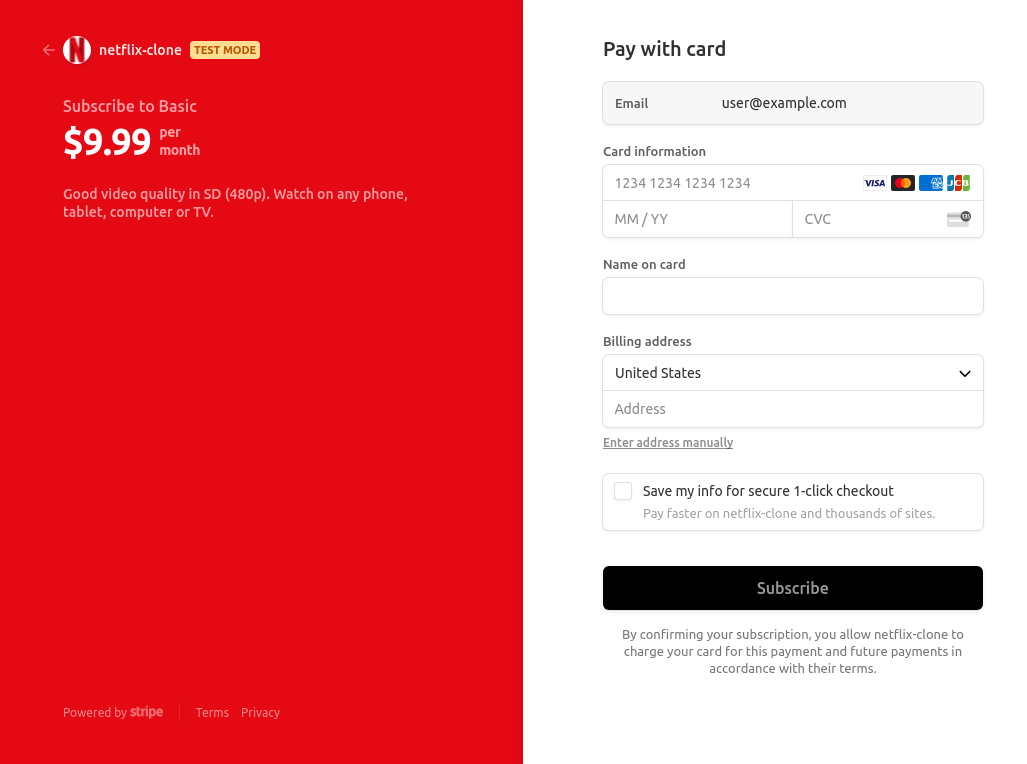 netflix-clone TEST MODE
Subscribe to Basic
$9.99 per
month
Good video quality in SD (480p). Watch on any phone,
tablet, computer or TV.
Powered by stripe
Terms Privacy
Pay with card
Email user@example.com
Card information
1234 1234 1234 1234 VISA AMEX JCB
MM / YY CVC 135
Name on card
Billing address
United States
Address
Enter address manually
Save my info for secure 1-click checkout
Pay faster on netflix-clone and thousands of sites.
Subscribe
By confirming your subscription, you allow netflix-clone to
charge your card for this payment and future payments in
accordance with their terms.